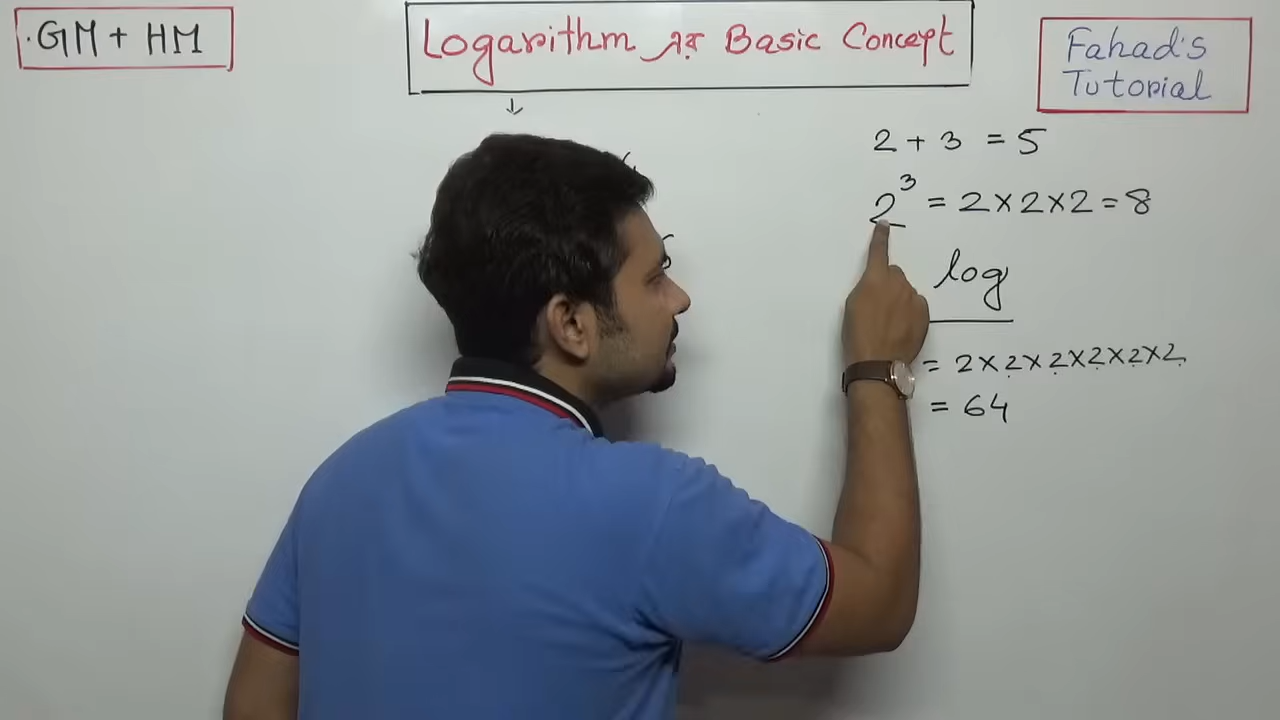 GM + HM
Logarithm এর Basic Concept
Fahad's
Tutorial
2 + 3 = 5
2³ = 2×2×2 = 8
log
= 2×2×2×2×2×2
= 64